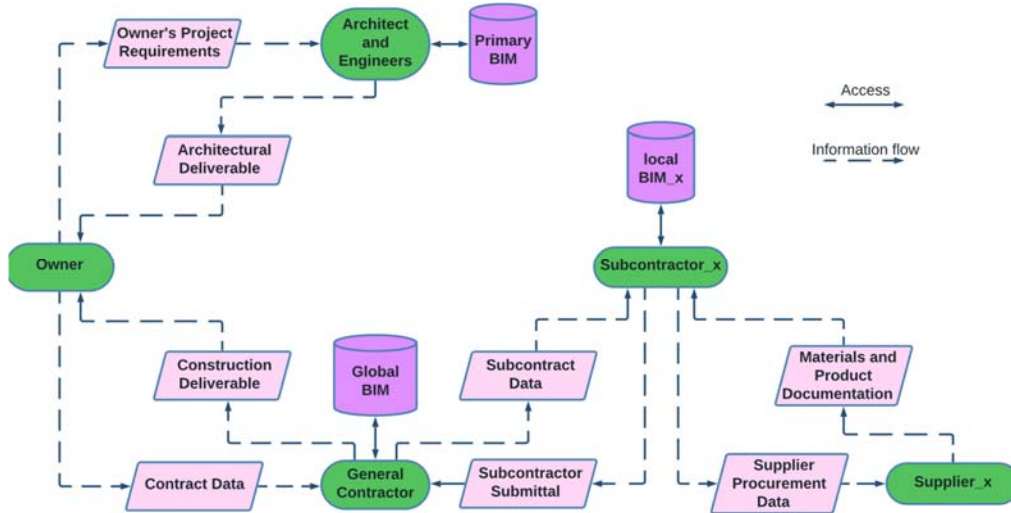 Owner's Project
Requirements
Architect
and
Engineers
Primary
BIM
Access
Information flow
Architectural
Deliverable
local
BIM_x
Owner
Subcontractor_x
Construction
Deliverable
Global
BIM
Subcontract
Data
Materials and
Product
Documentation
Contract Data
General
Contractor
Subcontractor
Submittal
Supplier
Procurement
Data
Supplier_x